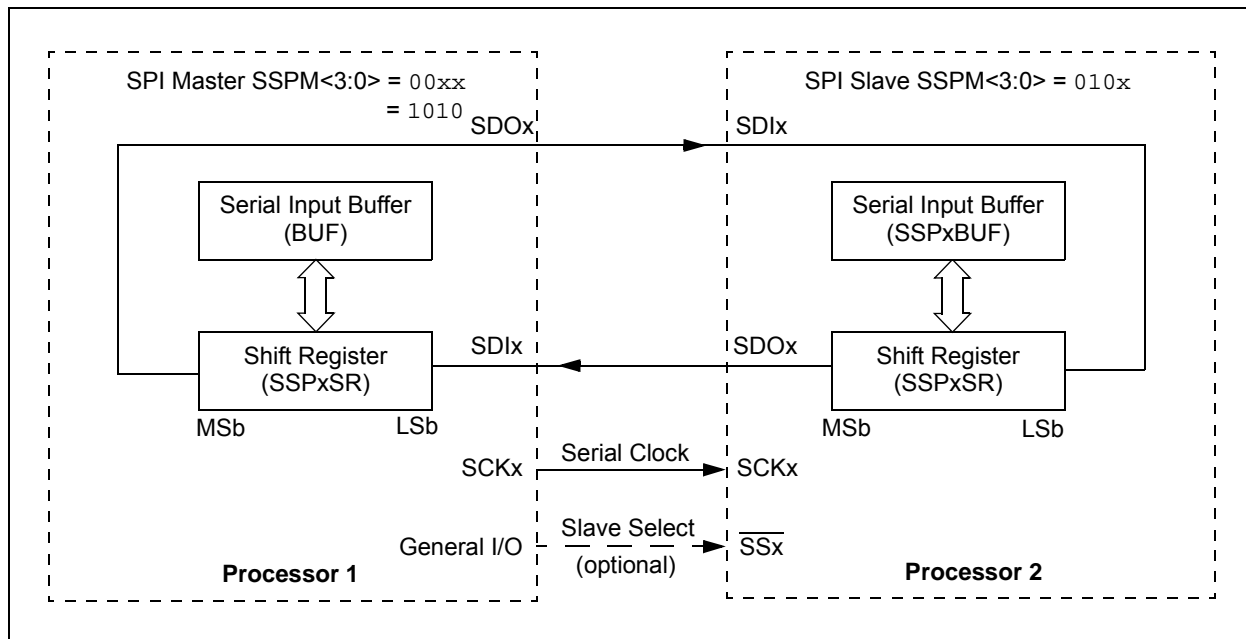 SPI Master SSPM<3:0> = 00xx
= 1010
SDOx
Serial Input Buffer
(BUF)
Shift Register
(SSPxSR)
MSb
LSb
SDIx
SCKx
General I/O
Processor 1
Serial Clock
Slave Select
(optional)
SPI Slave SSPM<3:0> = 010x
SDIx
Serial Input Buffer
(SSPxBUF)
SDOx
Shift Register
(SSPxSR)
MSb
LSb
SCKx
S̅S̅x̅
Processor 2